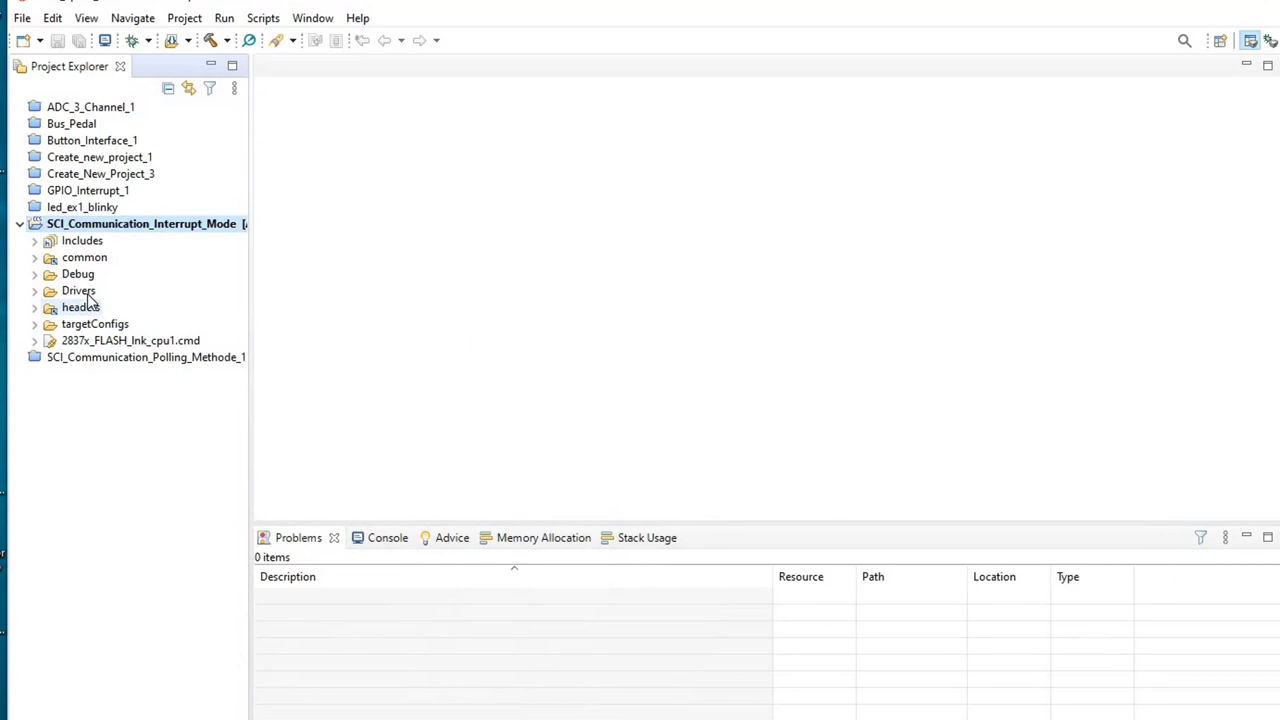 File Edit View Navigate Project Run Scripts Window Help
Project Explorer
ADC_3_Channel_1
Bus_Pedal
Button_Interface_1
Create_new_project_1
Create_New_Project_3
GPIO_Interrupt_1
led_ex1_blinky
SCI_Communication_Interrupt_Mode [
Includes
common
Debug
Drivers
headers
targetConfigs
2837x_FLASH_lnk_cpu1.cmd
SCI_Communication_Polling_Methode_1
Problems Console Advice Memory Allocation Stack Usage
0 items
Description Resource Path Location Type